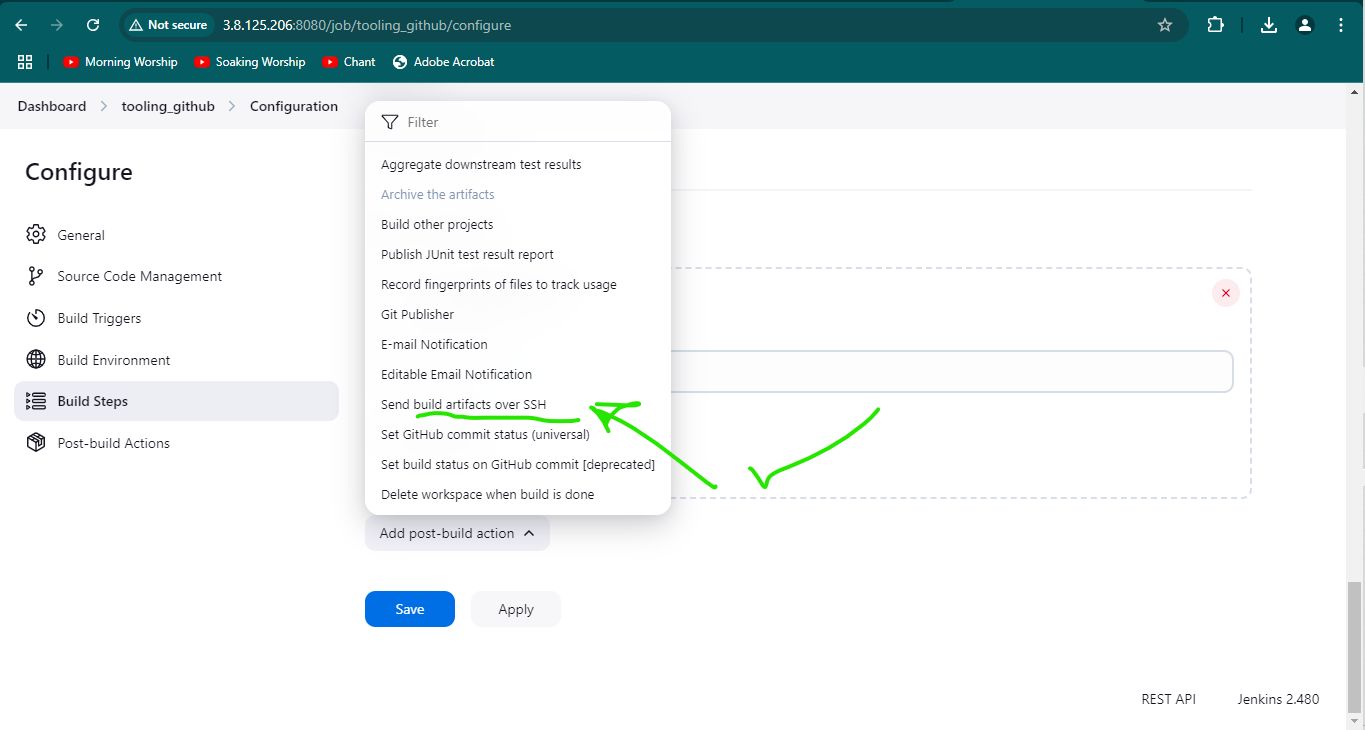 Not secure 3.8.125.206:8080/job/tooling_github/configure
Morning Worship Soaking Worship Chant Adobe Acrobat
Dashboard tooling_github Configuration
Configure
General
Source Code Management
Build Triggers
Build Environment
Build Steps
Post-build Actions
Filter
Aggregate downstream test results
Archive the artifacts
Build other projects
Publish JUnit test result report
Record fingerprints of files to track usage
Git Publisher
E-mail Notification
Editable Email Notification
Send build artifacts over SSH
Set GitHub commit status (universal)
Set build status on GitHub commit [deprecated]
Delete workspace when build is done
Add post-build action
Save Apply
REST API Jenkins 2.480